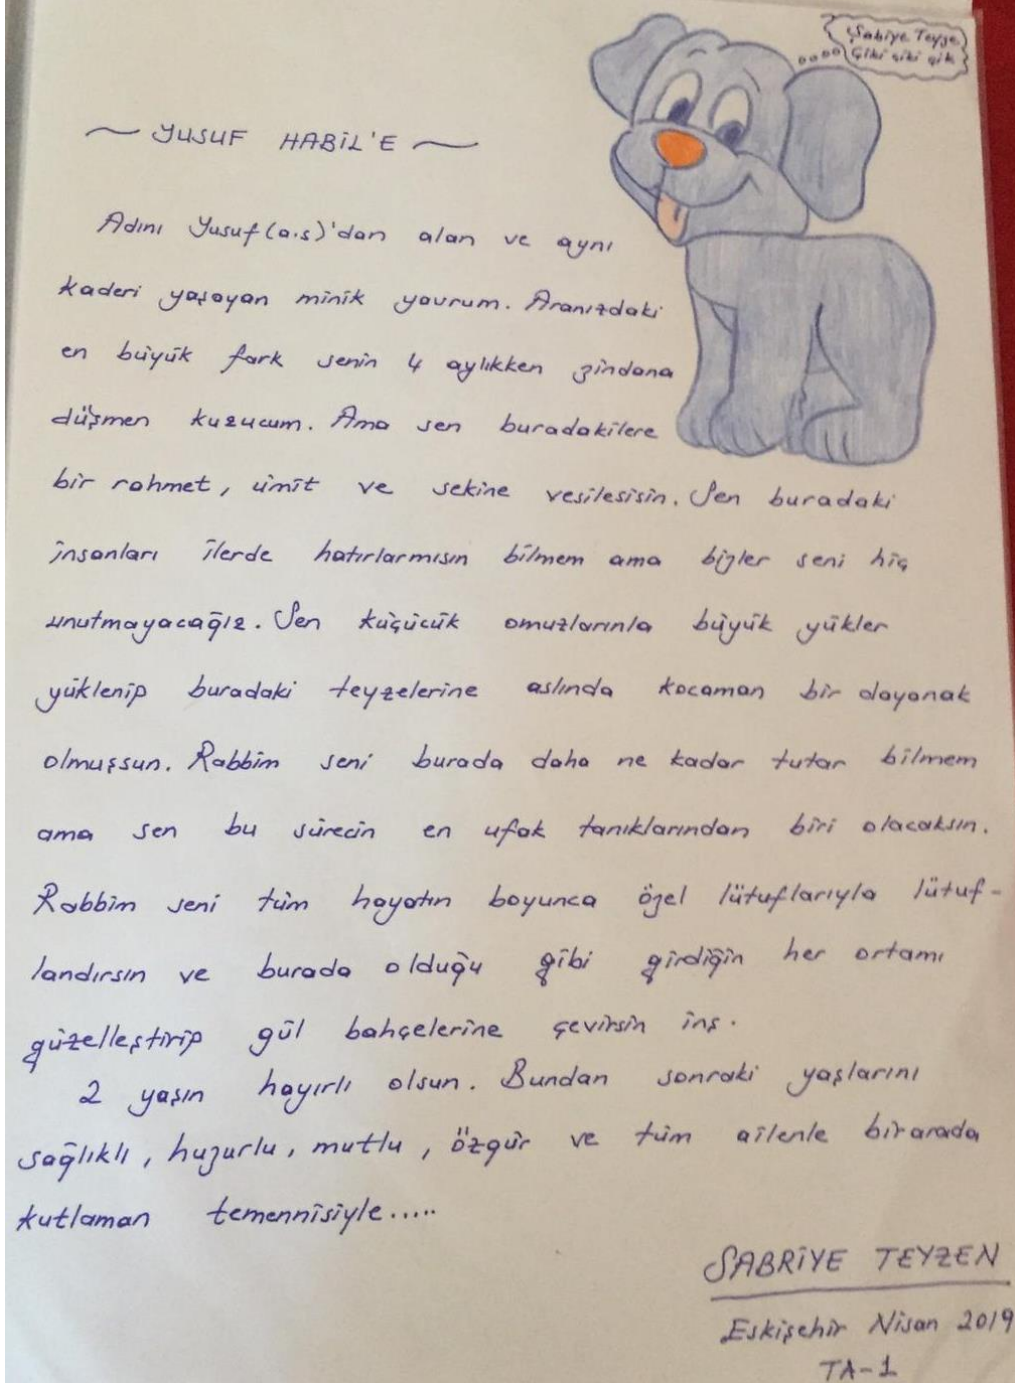 Şabiye Teyze
Çiki çiki çik
~ YUSUF HABİL'E ~
Adını Yusuf(a.s)'dan alan ve aynı
kaderi yaşayan minik yavrum. Aranızdaki
en büyük fark senin 4 aylıkken zindana
düşmen kuzucum. Ama sen buradakilere
bir rahmet, ümit ve sekine vesilesisin. Sen buradaki
insanları ilerde hatırlarmısın bilmem ama bizler seni hiç
unutmayacağız. Sen küçücük omuzlarınla büyük yükler
yüklenip buradaki teyzelerine aslında kocaman bir dayanak
olmuşsun. Rabbim seni burada daha ne kadar tutar bilmem
ama sen bu sürecin en ufak tanıklarından biri olacaksın.
Rabbim seni tüm hayatın boyunca özel lütuflarıyla lütuf-
landırsın ve burada olduğu gibi girdiğin her ortamı
güzelleştirip gül bahçelerine çevirsin inş.
2 yaşın hayırlı olsun. Bundan sonraki yaşlarını
sağlıklı, huzurlu, mutlu, özgür ve tüm ailenle birarada
kutlaman temennisiyle.....
SABRİYE TEYZEN
Eskişehir Nisan 2019
TA-1